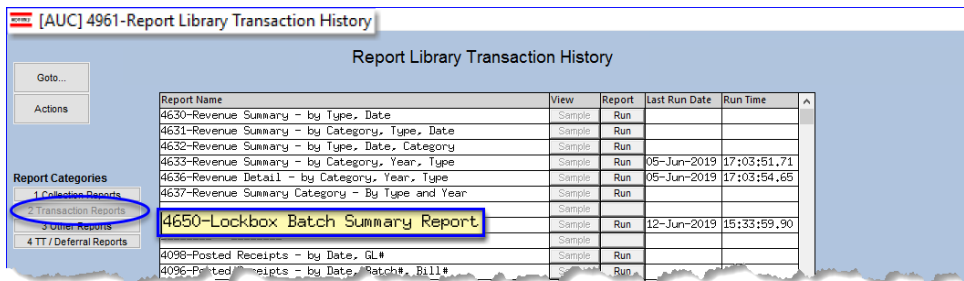 [AUC] 4961-Report Library Transaction History
Report Library Transaction History
Goto...
Actions
Report Categories
1 Collection Reports
2 Transaction Reports
3 Other Reports
4 TT / Deferral Reports
Report Name View Report Last Run Date Run Time
4630-Revenue Summary - by Type, Date Sample Run
4631-Revenue Summary - by Category, Type, Date Sample Run
4632-Revenue Summary - by Type, Date, Category Sample Run
4633-Revenue Summary - by Category, Year, Type Sample Run 05-Jun-2019 17:03:51.71
4636-Revenue Detail - by Category, Year, Type Sample Run 05-Jun-2019 17:03:54.65
4637-Revenue Summary Category - By Type and Year Sample Run
Sample
4650-Lockbox Batch Summary Report Sample Run 12-Jun-2019 15:33:59.90
Sample
4098-Posted Receipts - by Date, GL# Sample Run
4096-Posted Receipts - by Date, Batch#, Bill# Sample Run